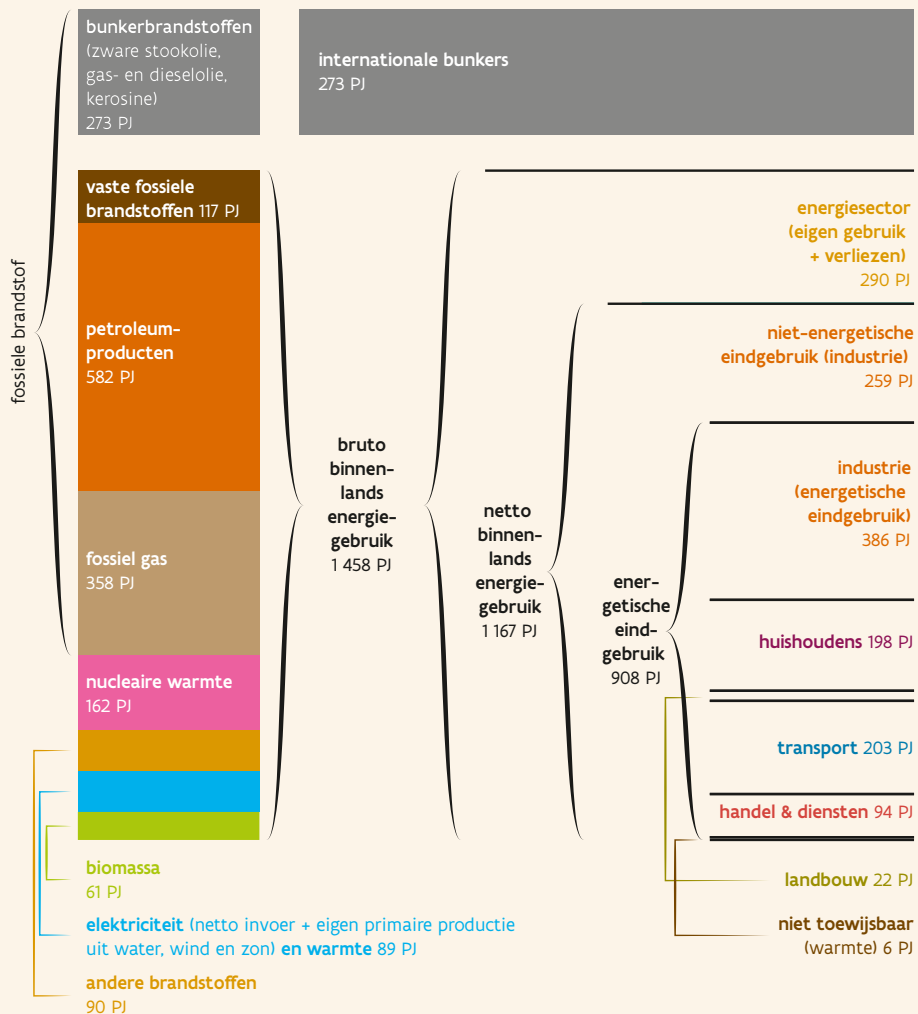 fossiele brandstof
bunkerbrandstoffen
(zware stookolie,
gas- en dieselolie,
kerosine)
273 PJ
internationale bunkers
273 PJ
vaste fossiele
brandstoffen 117 PJ
petroleum-
producten
582 PJ
fossiel gas
358 PJ
nucleaire warmte
162 PJ
biomassa
61 PJ
elektriciteit (netto invoer + eigen primaire productie
uit water, wind en zon) en warmte 89 PJ
andere brandstoffen
90 PJ
bruto
binnen-
lands
energie-
gebruik
1 458 PJ
netto
binnen-
lands
energie-
gebruik
1 167 PJ
ener-
getische
eind-
gebruik
908 PJ
energiesector
(eigen gebruik
+ verliezen)
290 PJ
niet-energetische
eindgebruik (industrie)
259 PJ
industrie
(energetische
eindgebruik)
386 PJ
huishoudens 198 PJ
transport 203 PJ
handel & diensten 94 PJ
landbouw 22 PJ
niet toewijsbaar
(warmte) 6 PJ